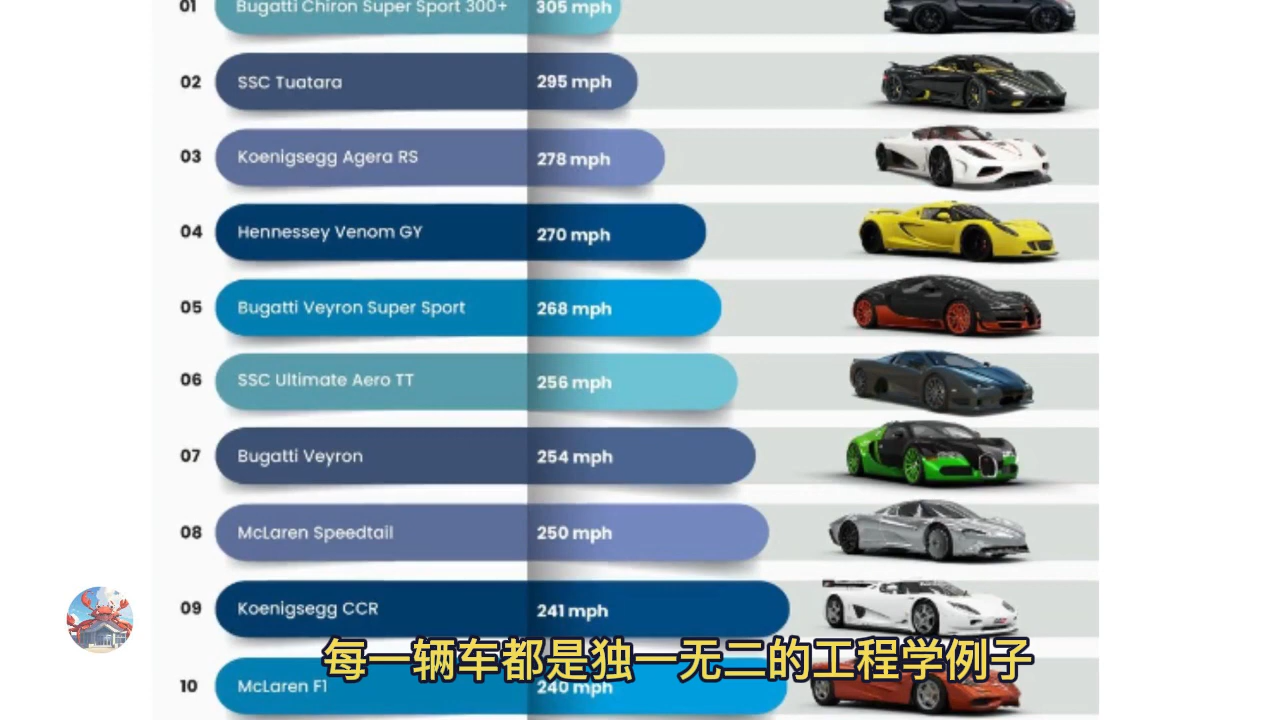 01 Bugatti Chiron Super Sport 300+ 305 mph
02 SSC Tuatara 295 mph
03 Koenigsegg Agera RS 278 mph
04 Hennessey Venom GY 270 mph
05 Bugatti Veyron Super Sport 268 mph
06 SSC Ultimate Aero TT 256 mph
07 Bugatti Veyron 254 mph
08 McLaren Speedtail 250 mph
09 Koenigsegg CCR 241 mph
每一辆车都是独一无二的工程学例子
10 McLaren F1 240 mph